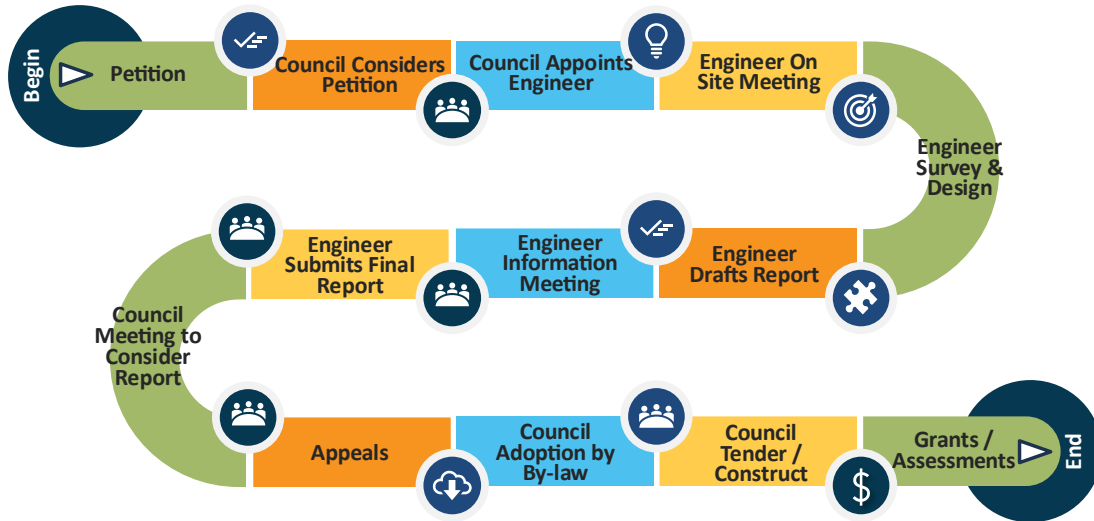 Begin
Petition
Council Considers
Petition
Council Appoints
Engineer
Engineer On
Site Meeting
Engineer
Survey &
Design
Engineer
Drafts Report
Engineer
Information
Meeting
Engineer
Submits Final
Report
Council
Meeting to
Consider
Report
Appeals
Council
Adoption by
By-law
Council
Tender /
Construct
$
Grants /
Assessments
End